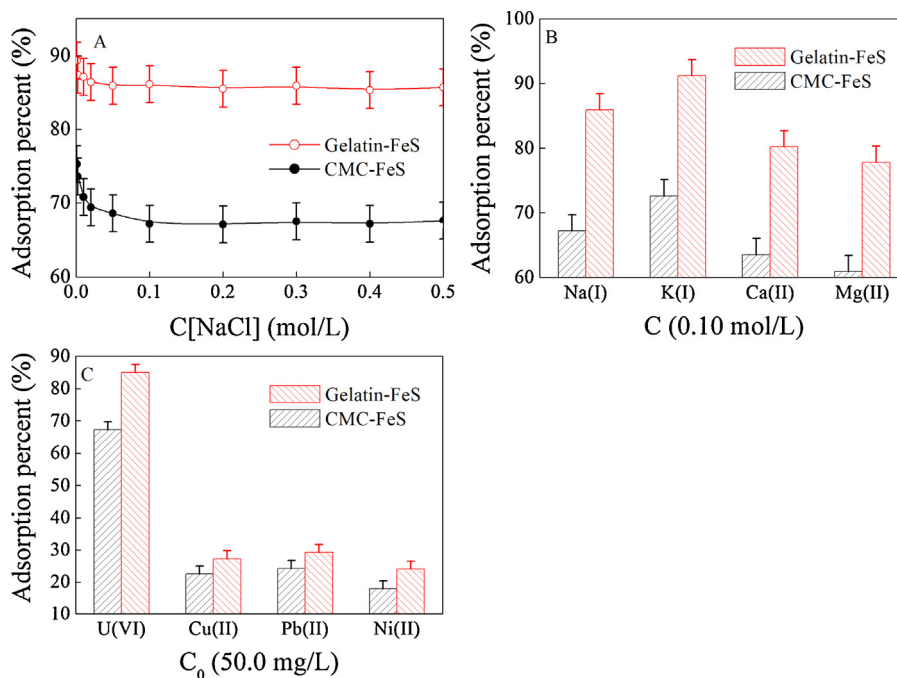 A
Adsorption percent (%)
90
80
70
60
Gelatin-FeS
CMC-FeS
0.0 0.1 0.2 0.3 0.4 0.5
C[NaCl] (mol/L)
B
Adsorption percent (%)
100
90
80
70
60
Gelatin-FeS
CMC-FeS
Na(I) K(I) Ca(II) Mg(II)
C (0.10 mol/L)
C
Adsorption percent (%)
90
80
70
60
50
40
30
20
10
Gelatin-FeS
CMC-FeS
U(VI) Cu(II) Pb(II) Ni(II)
C₀ (50.0 mg/L)